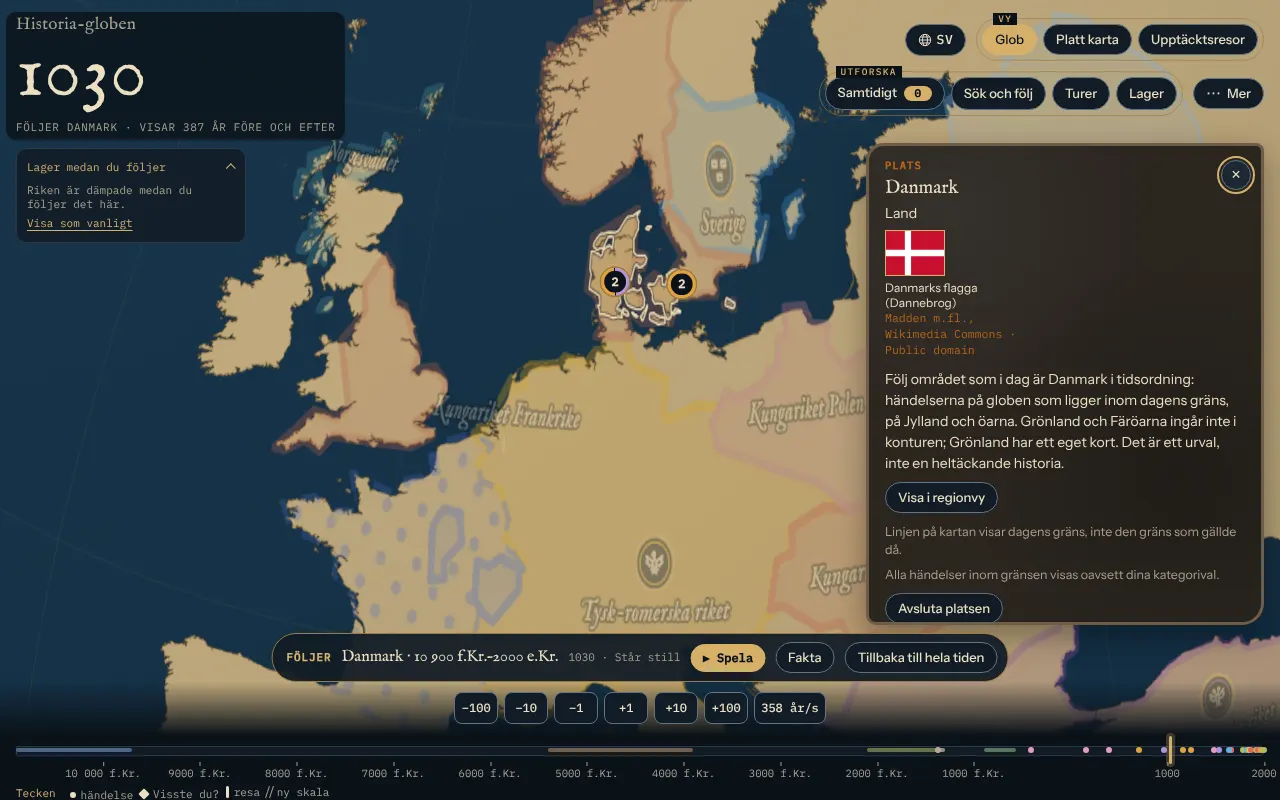 Historia-globen
1030
FÖLJER DANMARK · VISAR 387 ÅR FÖRE OCH EFTER
Lager medan du följer
Riken är dämpade medan du
följer det här.
Visa som vanligt
SV
VY
Glob
Platt karta
Upptäcktsresor
UTFORSKA
Samtidigt 0
Sök och följ
Turer
Lager
··· Mer
Norgesväldet
Sverige
2
2
Kungariket Frankrike
Kungariket Polen
Tysk-romerska riket
PLATS
Danmark
×
Land
Danmarks flagga
(Dannebrog)
Madden m.fl.,
Wikimedia Commons ·
Public domain
Följ området som i dag är Danmark i tidsordning:
händelserna på globen som ligger inom dagens gräns,
på Jylland och öarna. Grönland och Färöarna ingår inte i
konturen; Grönland har ett eget kort. Det är ett urval,
inte en heltäckande historia.
Visa i regionvy
Linjen på kartan visar dagens gräns, inte den gräns som gällde
då.
Alla händelser inom gränsen visas oavsett dina kategorival.
Avsluta platsen
FÖLJER Danmark · 10 900 f.Kr.–2000 e.Kr. 1030 · Står still ▶ Spela Fakta Tillbaka till hela tiden
−100 −10 −1 +1 +10 +100 358 år/s
10 000 f.Kr. 9000 f.Kr. 8000 f.Kr. 7000 f.Kr. 6000 f.Kr. 5000 f.Kr. 4000 f.Kr. 3000 f.Kr. 2000 f.Kr. 1000 f.Kr. 1000 2000
Tecken händelse Visste du? resa // ny skala